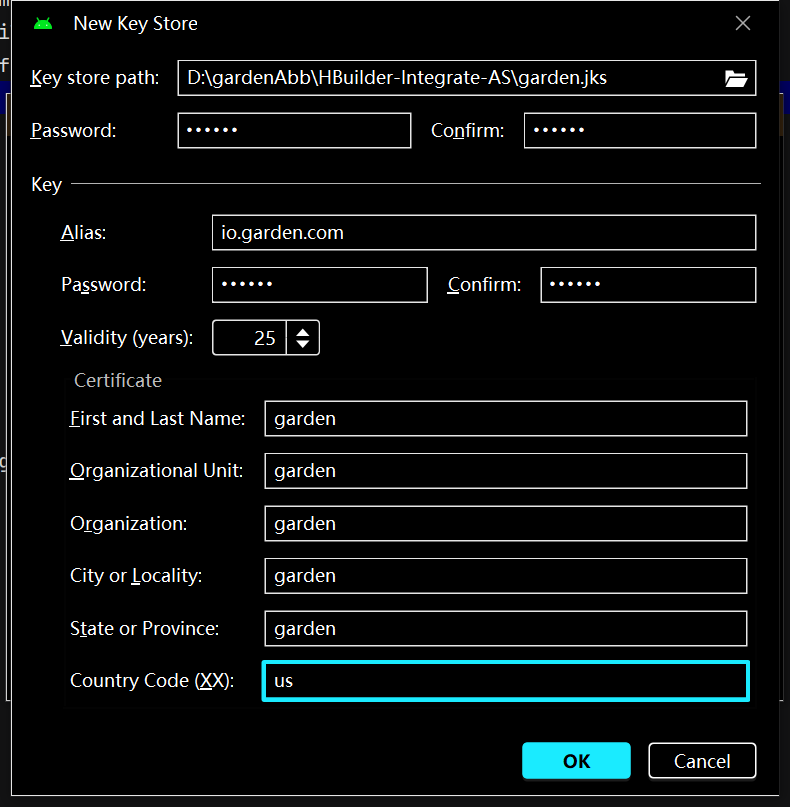 New Key Store
Key store path: D:\gardenAbb\HBuilder-Integrate-AS\garden.jks
Password: •••••• Confirm: ••••••
Key
Alias: io.garden.com
Password: •••••• Confirm: ••••••
Validity (years): 25
Certificate
First and Last Name: garden
Organizational Unit: garden
Organization: garden
City or Locality: garden
State or Province: garden
Country Code (XX): us
OK Cancel